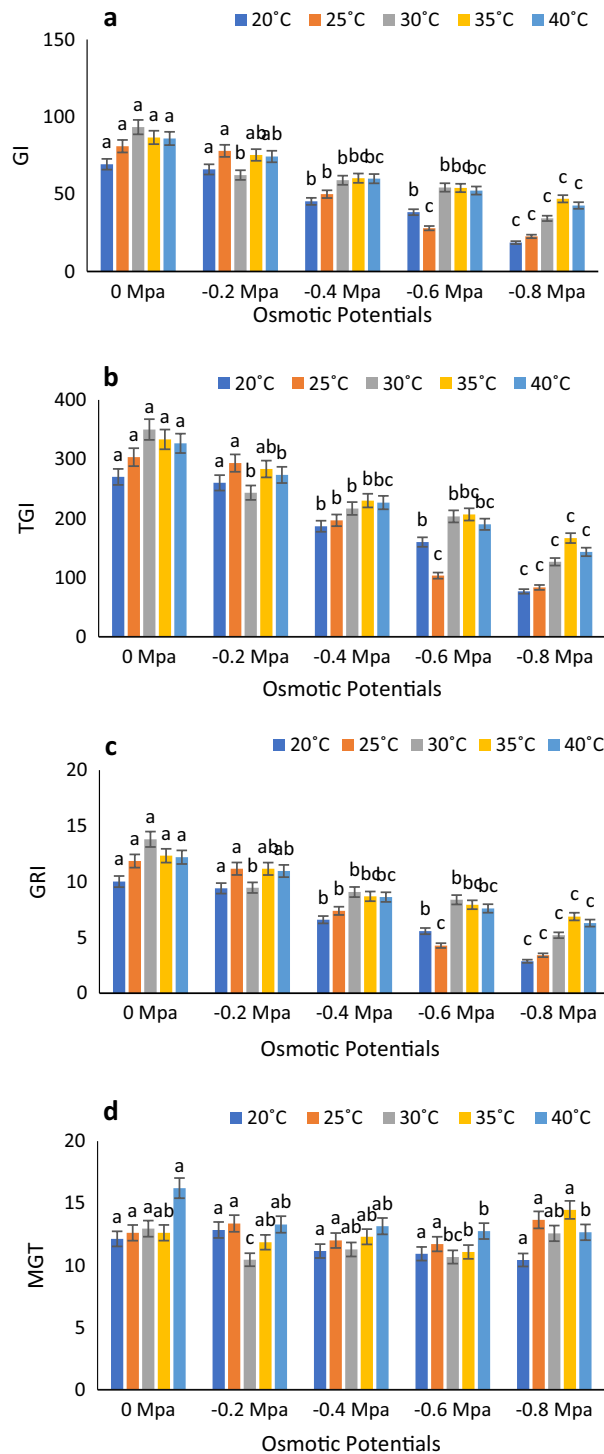 a
20˚C 25˚C 30˚C 35˚C 40˚C
150
100
50
0
GI
a a a a a
a a b ab ab
b b b bc bc
b c b bc bc
c c c c c
0 Mpa -0.2 Mpa -0.4 Mpa -0.6 Mpa -0.8 Mpa
Osmotic Potentials
b
20˚C 25˚C 30˚C 35˚C 40˚C
400
300
200
100
0
TGI
a a a a a
a a b ab b
b b b b bc
b c b bc bc
c c c c c
0 Mpa -0.2 Mpa -0.4 Mpa -0.6 Mpa -0.8 Mpa
Osmotic Potentials
c
20˚C 25˚C 30˚C 35˚C 40˚C
20
15
10
5
0
GRI
a a a a a
a a b ab ab
b b b bc bc
b c b bc bc
c c c c c
0 Mpa -0.2 Mpa -0.4 Mpa -0.6 Mpa -0.8 Mpa
Osmotic Potentials
d
20˚C 25˚C 30˚C 35˚C 40˚C
20
15
10
5
0
MGT
a a a a a
a a c ab ab
a a ab ab ab
a a bc b b
a a ab a b
0 Mpa -0.2 Mpa -0.4 Mpa -0.6 Mpa -0.8 Mpa
Osmotic Potentials